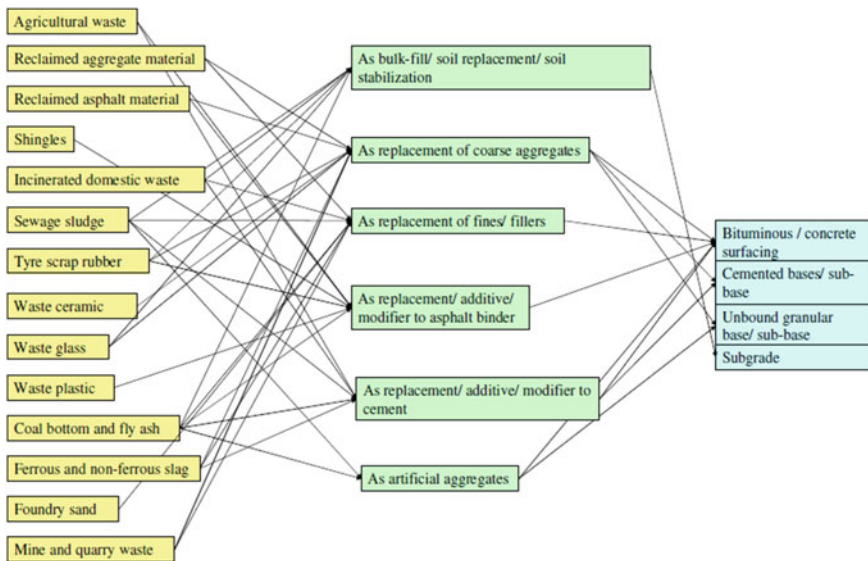 Agricultural waste
Reclaimed aggregate material
Reclaimed asphalt material
Shingles
Incinerated domestic waste
Sewage sludge
Tyre scrap rubber
Waste ceramic
Waste glass
Waste plastic
Coal bottom and fly ash
Ferrous and non-ferrous slag
Foundry sand
Mine and quarry waste
As bulk-fill/ soil replacement/ soil
stabilization
As replacement of coarse aggregates
As replacement of fines/ fillers
As replacement/ additive/
modifier to asphalt binder
As replacement/ additive/ modifier to
cement
As artificial aggregates
Bituminous / concrete
surfacing
Cemented bases/ sub-
base
Unbound granular
base/ sub-base
Subgrade